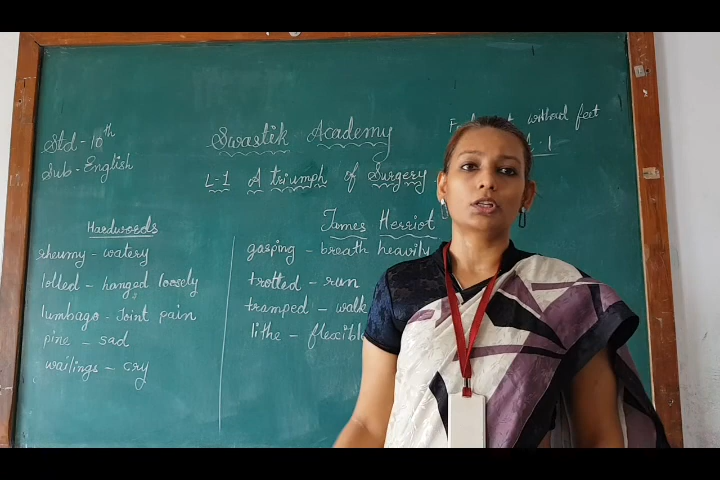 Std - 10th
Sub - English
Swastik Academy
without feet
L-1 A triumph of Surgery
James Herriot
Hardwords
rheumy - watery
lolled - hanged loosely
lumbago - Joint pain
pine - sad
wailings - cry
gasping - breath heavily
trotted - run
tramped - walk
lithe - flexible